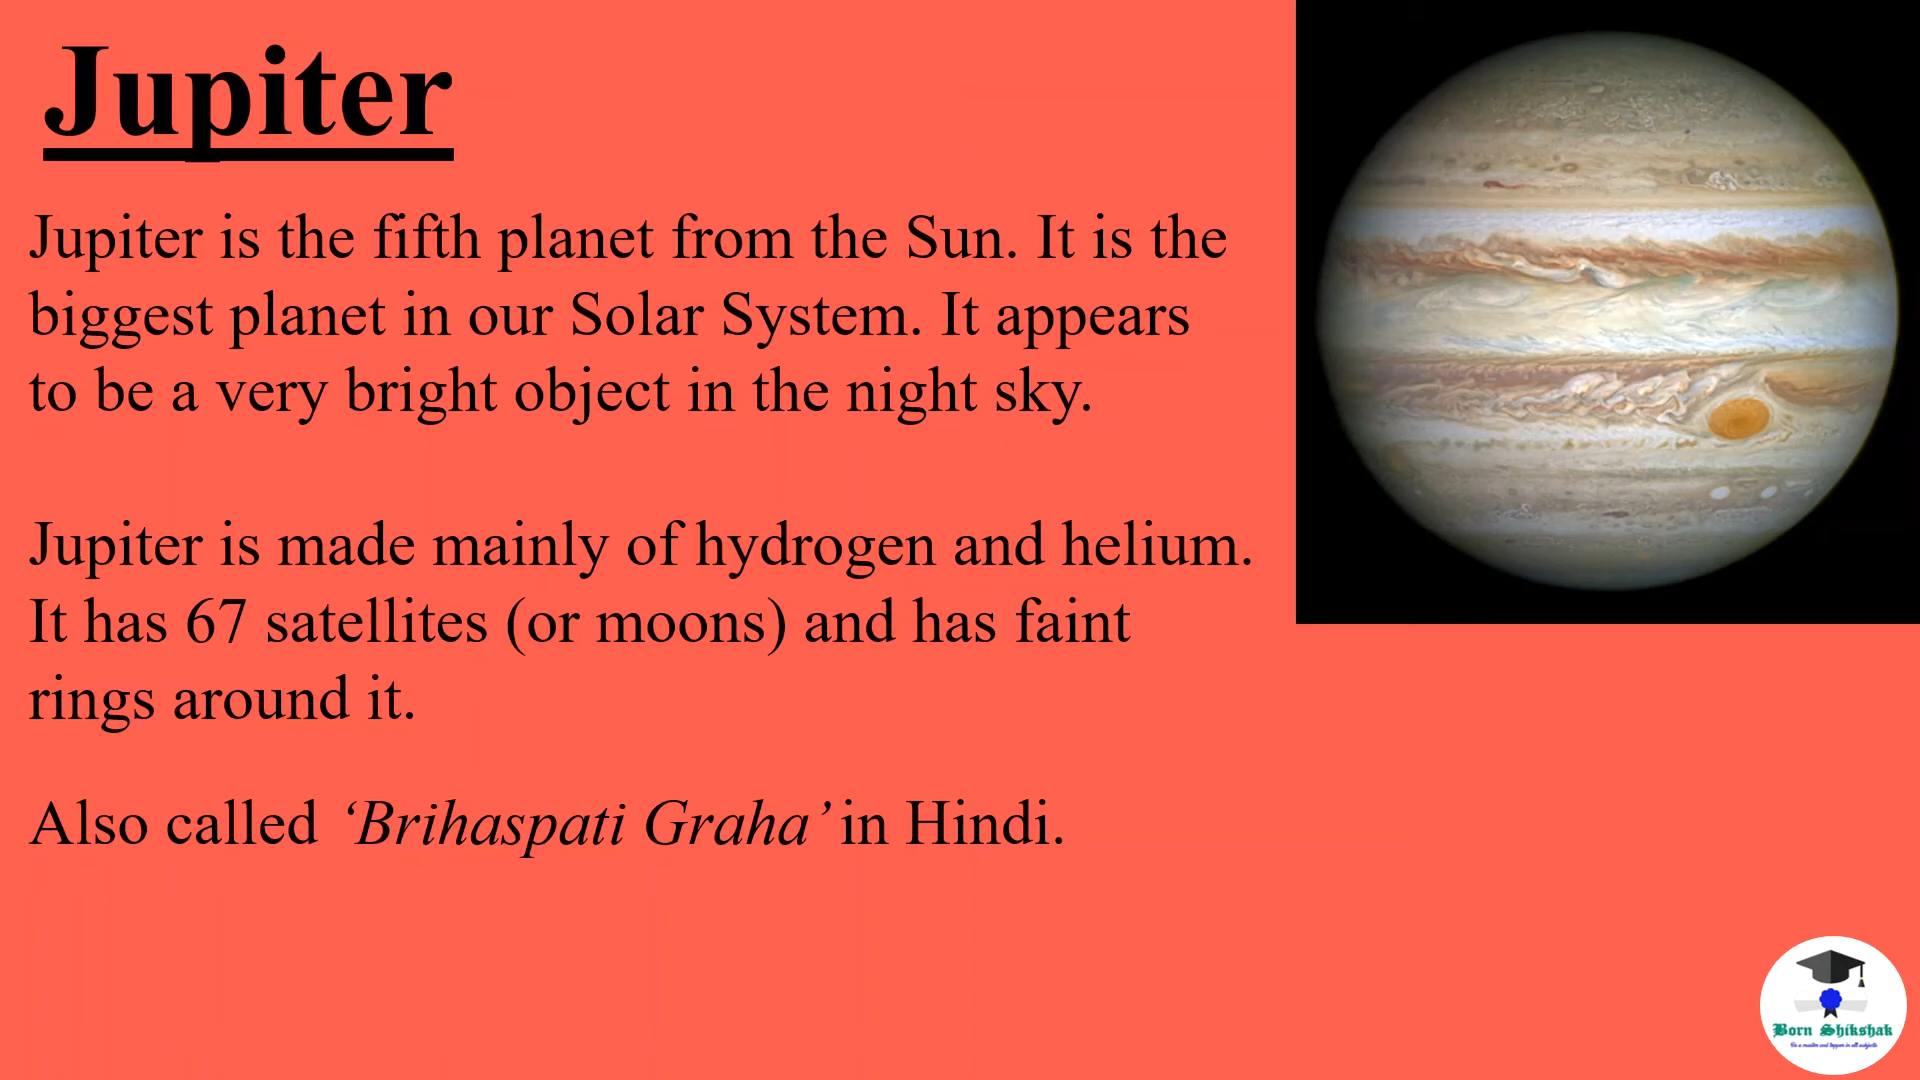 Jupiter
Jupiter is the fifth planet from the Sun. It is the
biggest planet in our Solar System. It appears
to be a very bright object in the night sky.
Jupiter is made mainly of hydrogen and helium.
It has 67 satellites (or moons) and has faint
rings around it.
Also called ‘Brihaspati Graha’ in Hindi.
Born Shikshak